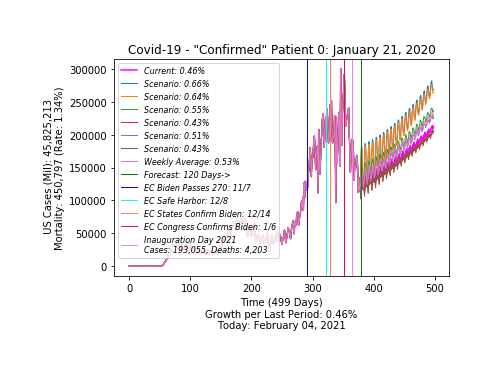 Covid-19 - "Confirmed" Patient 0: January 21, 2020
US Cases (Mil): 45,825,213
Mortality: 450,797 (Rate: 1.34%)
300000
250000
200000
150000
100000
50000
0
Current: 0.46%
Scenario: 0.66%
Scenario: 0.64%
Scenario: 0.55%
Scenario: 0.43%
Scenario: 0.51%
Scenario: 0.43%
Weekly Average: 0.53%
Forecast: 120 Days->
EC Biden Passes 270: 11/7
EC Safe Harbor: 12/8
EC States Confirm Biden: 12/14
EC Congress Confirms Biden: 1/6
Inauguration Day 2021
Cases: 193,055, Deaths: 4,203
0 100 200 300 400 500
Time (499 Days)
Growth per Last Period: 0.46%
Today: February 04, 2021